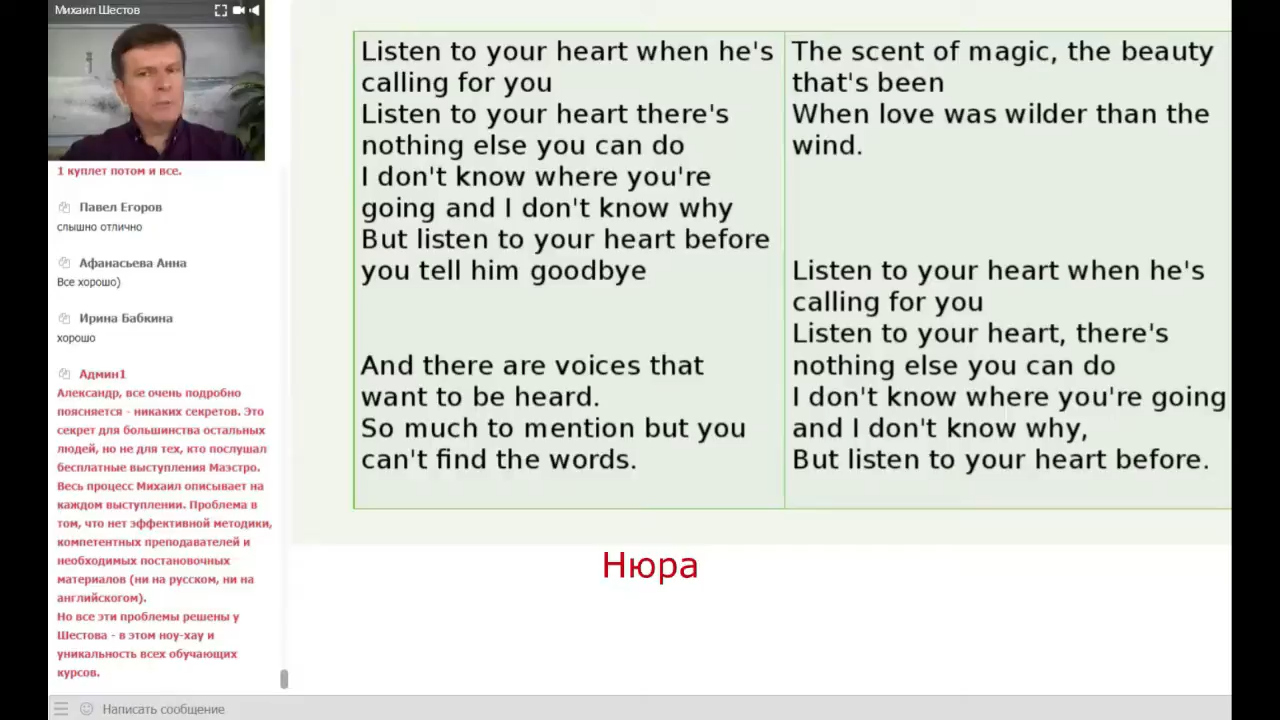 Михаил Шестов
1 куплет потом и все.
Павел Егоров
слышно отлично
Афанасьева Анна
Все хорошо)
Ирина Бабкина
хорошо
Админ1
Александр, все очень подробно
поясняется - никаких секретов. Это
секрет для большинства остальных
людей, но не для тех, кто послушал
бесплатные выступления Маэстро.
Весь процесс Михаил описывает на
каждом выступлении. Проблема в
том, что нет эффективной методики,
компетентных преподавателей и
необходимых постановочных
материалов (ни на русском, ни на
английскогом).
Но все эти проблемы решены у
Шестова - в этом ноу-хау и
уникальность всех обучающих
курсов.
Написать сообщение
Listen to your heart when he's
calling for you
Listen to your heart there's
nothing else you can do
I don't know where you're
going and I don't know why
But listen to your heart before
you tell him goodbye
And there are voices that
want to be heard.
So much to mention but you
can't find the words.
The scent of magic, the beauty
that's been
When love was wilder than the
wind.
Listen to your heart when he's
calling for you
Listen to your heart, there's
nothing else you can do
I don't know where you're going
and I don't know why,
But listen to your heart before.
Нюра